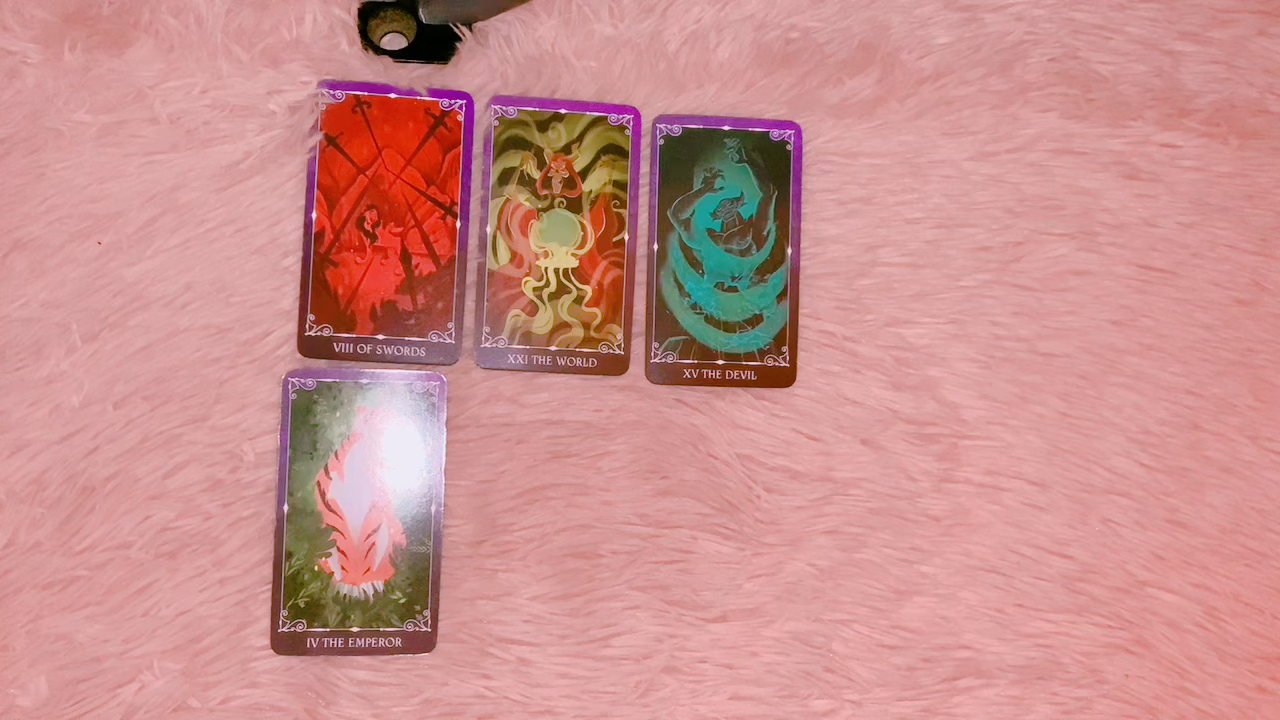 VIII OF SWORDS
XXI THE WORLD
XV THE DEVIL
IV THE EMPEROR